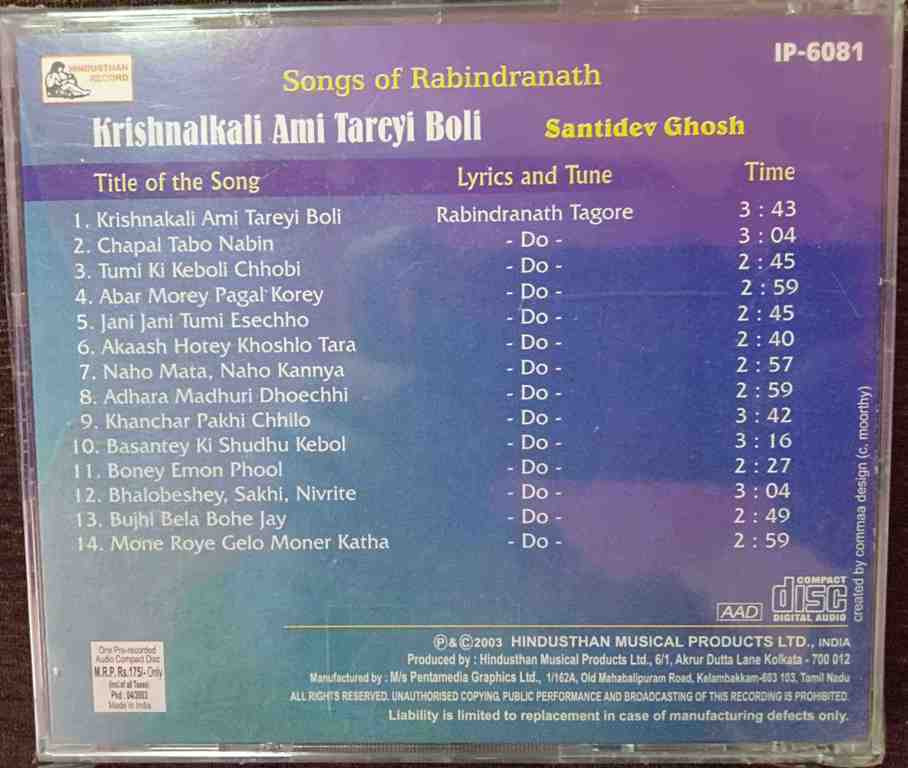 HINDUSTHAN
RECORD
IP-6081
Songs of Rabindranath
Krishnalkali Ami Tareyi Boli Santidev Ghosh
Title of the Song Lyrics and Tune Time
1. Krishnakali Ami Tareyi Boli Rabindranath Tagore 3 : 43
2. Chapal Tabo Nabin - Do - 3 : 04
3. Tumi Ki Keboli Chhobi - Do - 2 : 45
4. Abar Morey Pagal Korey - Do - 2 : 59
5. Jani Jani Tumi Esechho - Do - 2 : 45
6. Akaash Hotey Khoshlo Tara - Do - 2 : 40
7. Naho Mata, Naho Kannya - Do - 2 : 57
8. Adhara Madhuri Dhoechhi - Do - 2 : 59
9. Khanchar Pakhi Chhilo - Do - 3 : 42
10. Basantey Ki Shudhu Kebol - Do - 3 : 16
11. Boney Emon Phool - Do - 2 : 27
12. Bhalobeshey, Sakhi, Nivrite - Do - 3 : 04
13. Bujhi Bela Bohe Jay - Do - 2 : 49
14. Mone Roye Gelo Moner Katha - Do - 2 : 59
created by commaa design (c. moorthy)
AAD
COMPACT
disc
DIGITAL AUDIO
One Pre-recorded
Audio Compact Disc
M.R.P. Rs.175/- Only
(incl.of all Taxes)
Pkd : 04/2003
Made in India
℗&©2003 HINDUSTHAN MUSICAL PRODUCTS LTD., INDIA
Produced by : Hindusthan Musical Products Ltd., 6/1, Akrur Dutta Lane Kolkata - 700 012
Manufactured by : M/s Pentamedia Graphics Ltd., 1/162A, Old Mahabalipuram Road, Kelambakkam-603 103, Tamil Nadu
ALL RIGHTS RESERVED. UNAUTHORISED COPYING, PUBLIC PERFORMANCE AND BROADCASTING OF THIS RECORDING IS PROHIBITED.
Liability is limited to replacement in case of manufacturing defects only.